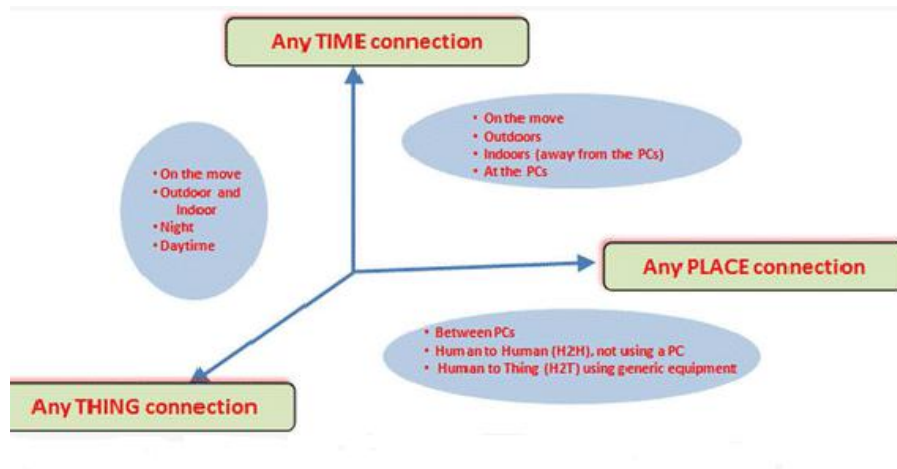 Any TIME connection
• On the move
• Outdoors
• Indoors (away from the PCs)
• At the PCs
• On the move
• Outdoor and
Indoor
• Night
• Daytime
Any PLACE connection
• Between PCs
• Human to Human (H2H), not using a PC
• Human to Thing (H2T) using generic equipment
Any THING connection